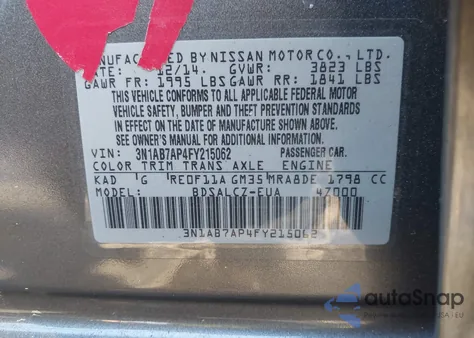 MANUFACTURED BY NISSAN MOTOR CO., LTD.
DATE: 12/14. GVWR: 3823 LBS
GAWR FR: 1995 LBS GAWR RR: 1841 LBS
THIS VEHICLE CONFORMS TO ALL APPLICABLE FEDERAL MOTOR
VEHICLE SAFETY, BUMPER AND THEFT PREVENTION STANDARDS
IN EFFECT ON THE DATE OF MANUFACTURE SHOWN ABOVE.
SEE OWNER'S MANUAL FOR ADDITIONAL INFORMATION.
VIN: 3N1AB7AP4FY215062 PASSENGER CAR.
COLOR TRIM TRANS AXLE ENGINE
KAD G RE0F11A GM35 MRA8DE 1798 CC
MODEL: BDSALCZ-EUA 47000
3N1AB7AP4FY215062
autoSnap